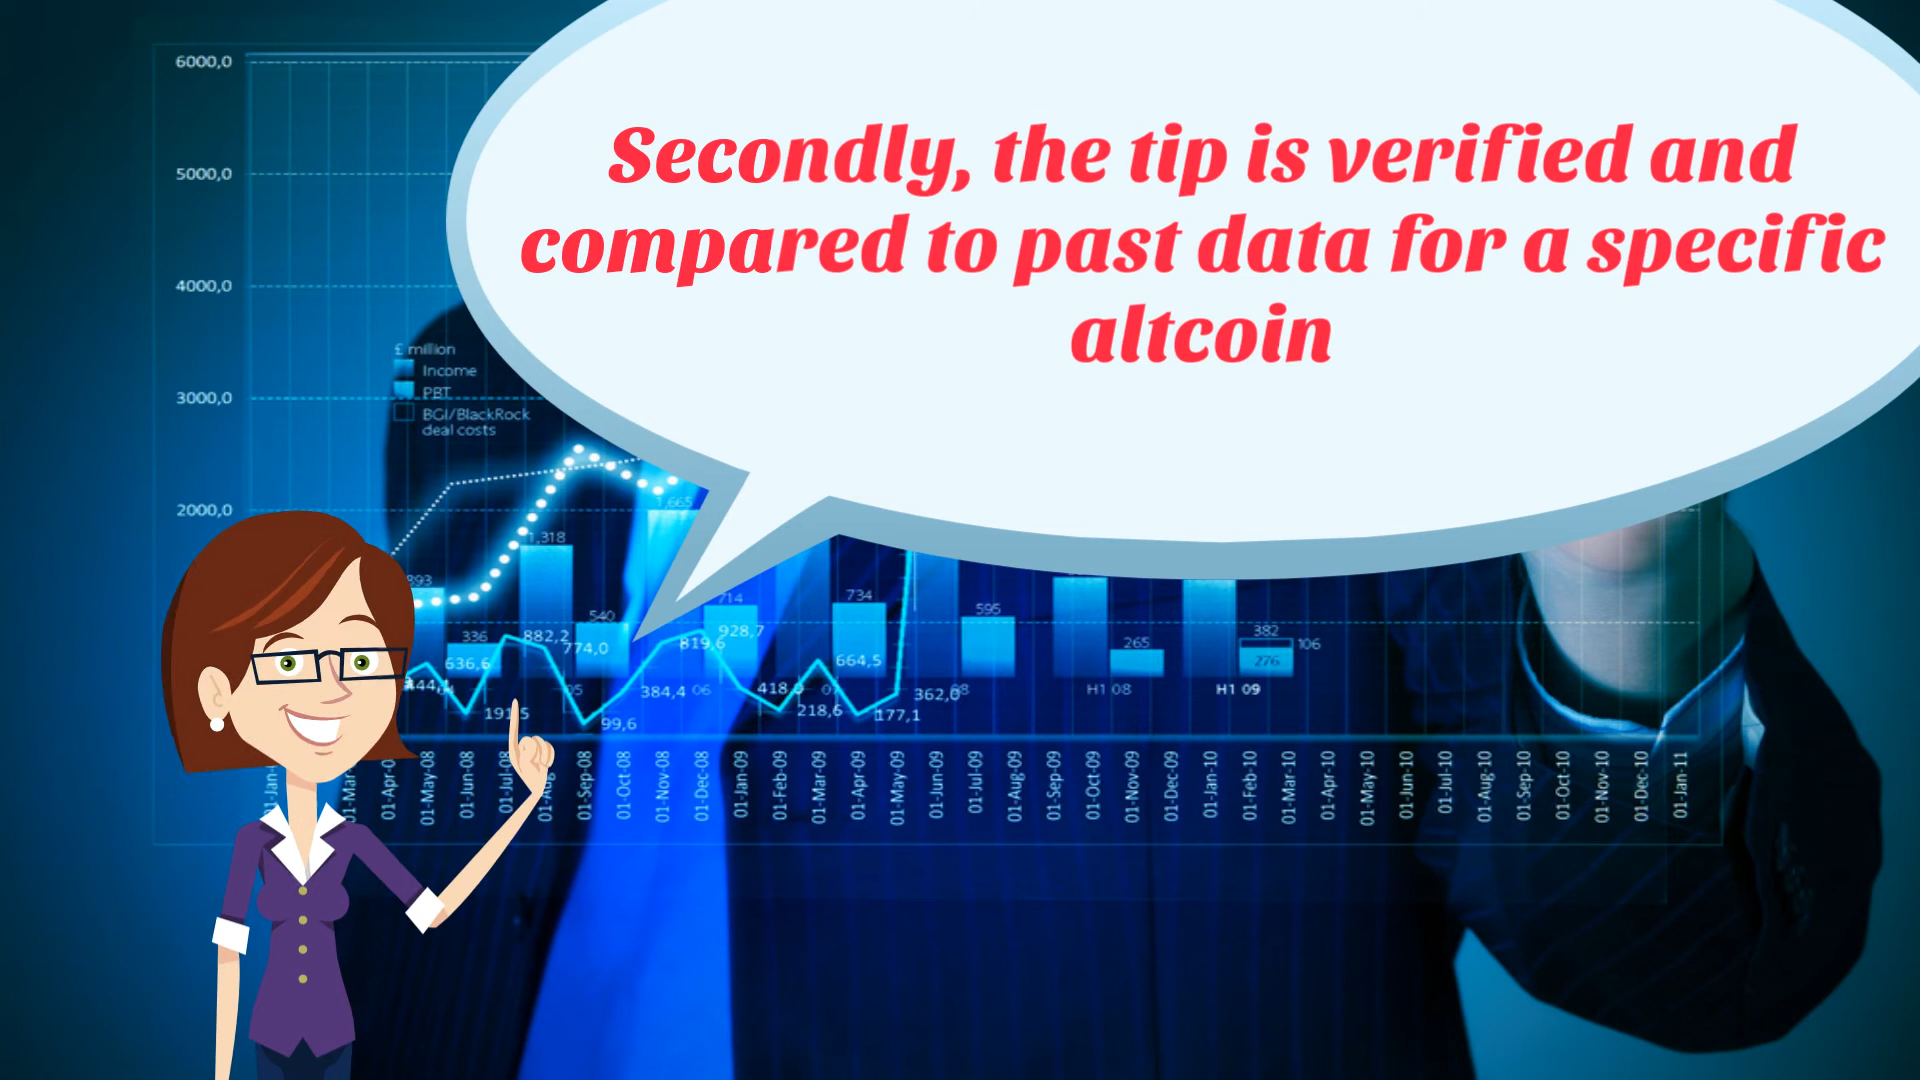 Secondly, the tip is verified and
compared to past data for a specific
altcoin
6000,0
5000,0
4000,0
3000,0
2000,0
£ million
Income
PBT
BGI/BlackRock
deal costs
1,665
1,318
893
336
540
714
734
595
265
382
106
276
636,6
882,2
774,0
819,6
928,7
664,5
384,4
06
418,
362,0
191,5
99,6
218,6
177,1
H1 08
H1 09
01-May-08
01-Jun-08
01-Sep-08
01-Oct-08
01-Nov-08
01-Dec-08
01-Jan-09
01-Feb-09
01-Mar-09
01-Apr-09
01-May-09
01-Jun-09
01-Jul-09
01-Aug-09
01-Sep-09
01-Oct-09
01-Nov-09
01-Dec-09
01-Jan-10
01-Feb-10
01-Mar-10
01-Apr-10
01-May-10
01-Jun-10
01-Jul-10
01-Aug-10
01-Sep-10
01-Oct-10
01-Nov-10
01-Dec-10
01-Jan-11